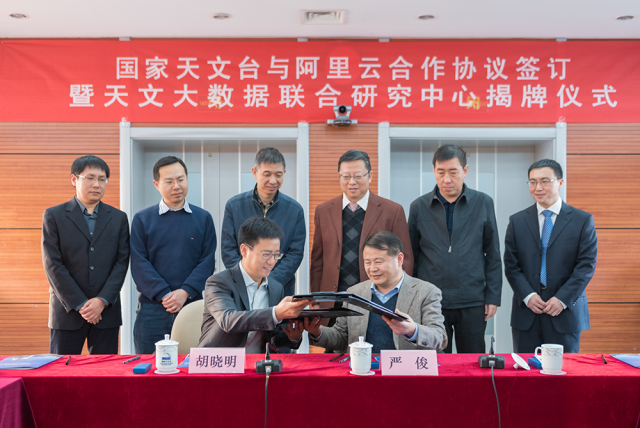 国家天文台与阿里云合作协议签订
暨天文大数据联合研究中心揭牌仪式
胡晓明
严 俊